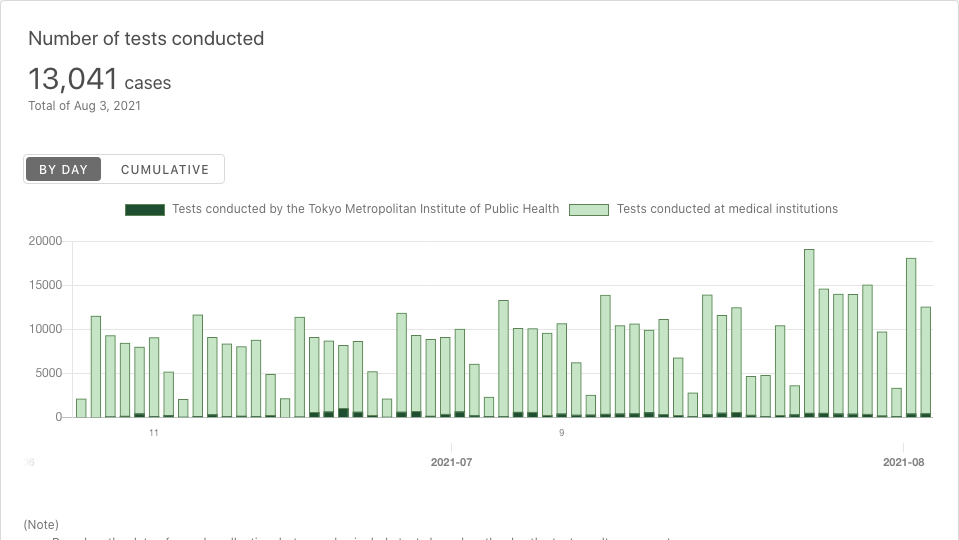 Number of tests conducted
13,041 cases
Total of Aug 3, 2021
BY DAY CUMULATIVE
Tests conducted by the Tokyo Metropolitan Institute of Public Health Tests conducted at medical institutions
20000
15000
10000
5000
0
11 9
2021-07 2021-08
(Note)